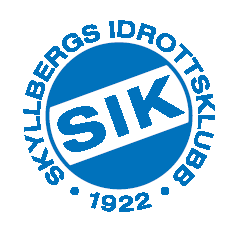 SKYLLBERGS IDROTTSKLUBB
SIK
• 1922 •